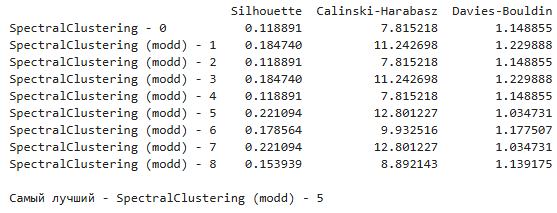 Silhouette Calinski-Harabasz Davies-Bouldin
SpectralClustering - 0 0.118891 7.815218 1.148855
SpectralClustering (modd) - 1 0.184740 11.242698 1.229888
SpectralClustering (modd) - 2 0.118891 7.815218 1.148855
SpectralClustering (modd) - 3 0.184740 11.242698 1.229888
SpectralClustering (modd) - 4 0.118891 7.815218 1.148855
SpectralClustering (modd) - 5 0.221094 12.801227 1.034731
SpectralClustering (modd) - 6 0.178564 9.932516 1.177507
SpectralClustering (modd) - 7 0.221094 12.801227 1.034731
SpectralClustering (modd) - 8 0.153939 8.892143 1.139175
Самый лучший - SpectralClustering (modd) - 5